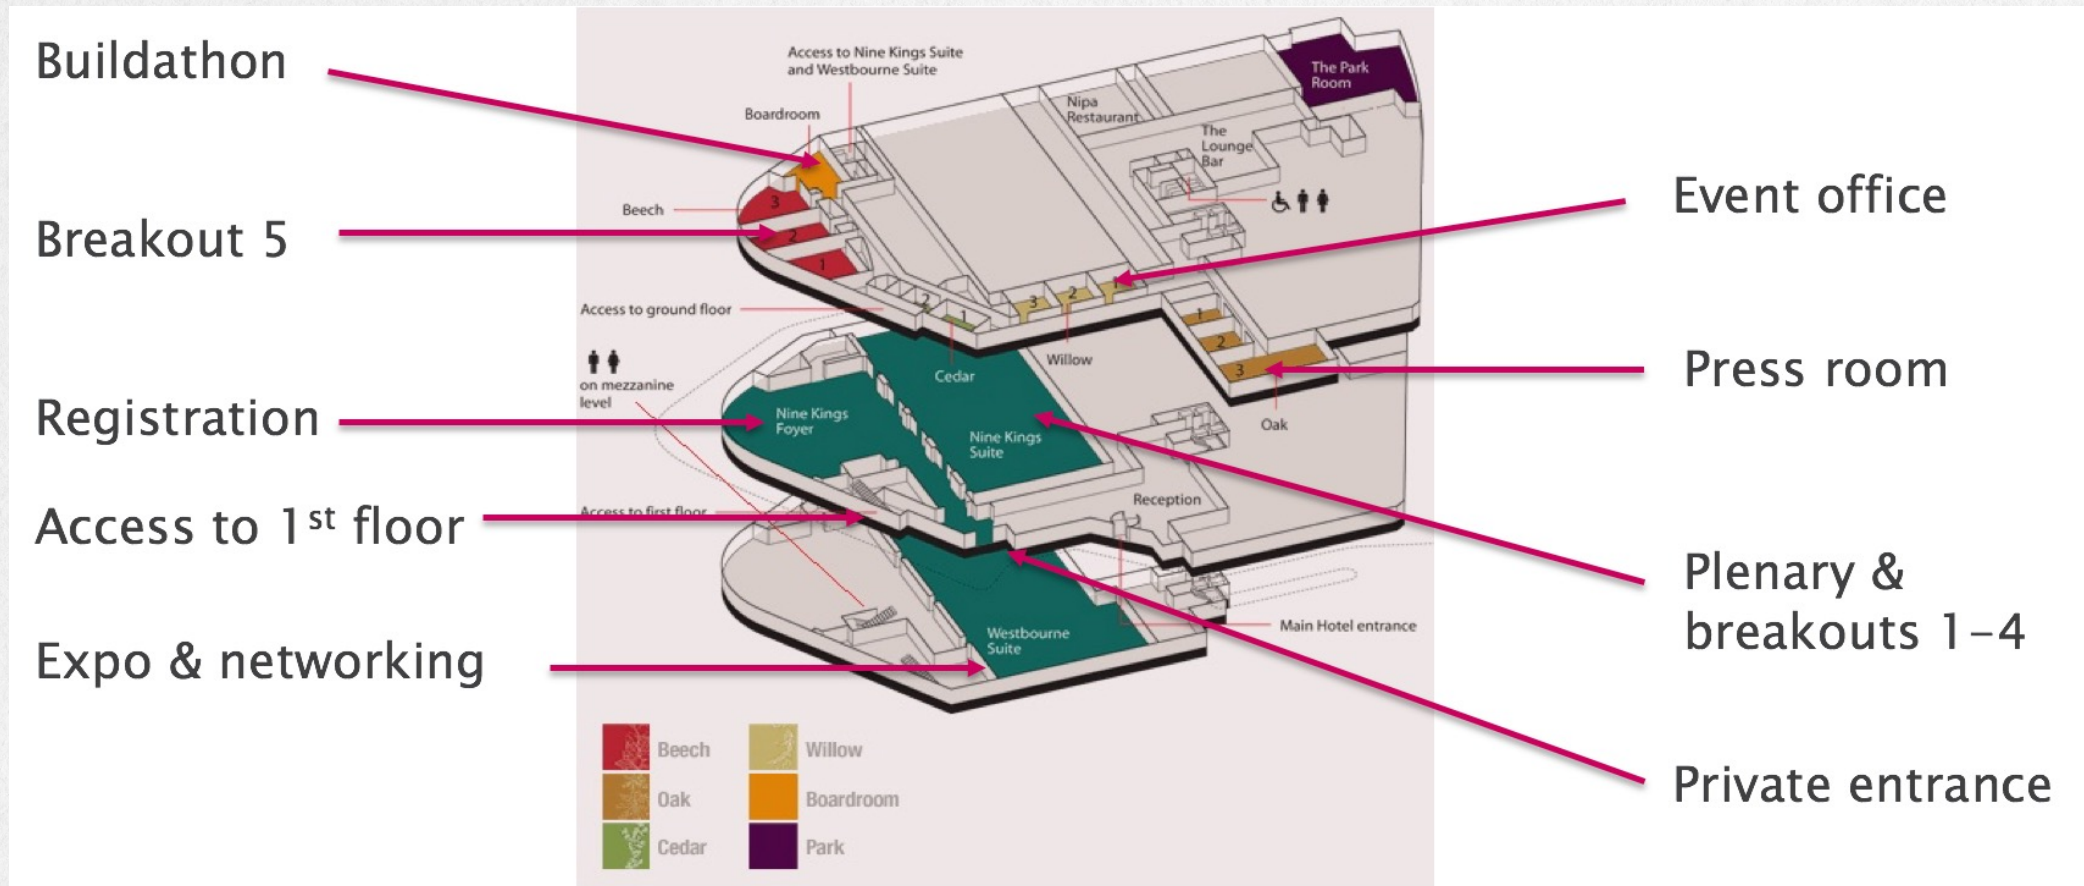 Buildathon
Breakout 5
Registration
Access to 1st floor
Expo & networking
Access to Nine Kings Suite
and Westbourne Suite
Boardroom
Beech
3
2
1
Access to ground floor
on mezzanine
level
Access to first floor
2
1
Cedar
3
2
1
Willow
Nipa
Restaurant
The
Lounge
Bar
The Park
Room
1
2
3
Oak
Nine Kings
Foyer
Nine Kings
Suite
Reception
Westbourne
Suite
Main Hotel entrance
Beech
Willow
Oak
Boardroom
Cedar
Park
Event office
Press room
Plenary &
breakouts 1–4
Private entrance